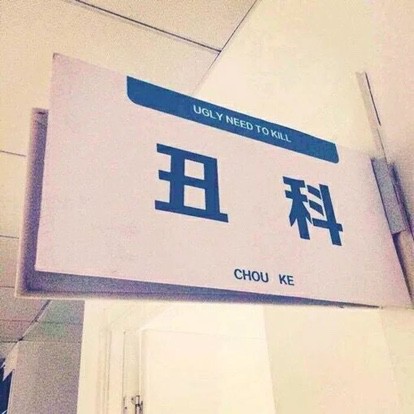 UGLY NEED TO KILL
丑 科
CHOU KE